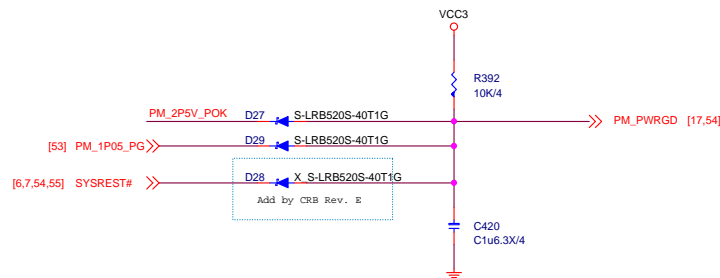 VCC3
R392
10K/4
PM_2P5V_POK D27 S-LRB520S-40T1G
PM_PWRGD [17,54]
[53] PM_1P05_PG D29 S-LRB520S-40T1G
[6,7,54,55] SYSREST# D28 X_S-LRB520S-40T1G
Add by CRB Rev. E
C420
C1u6.3X/4